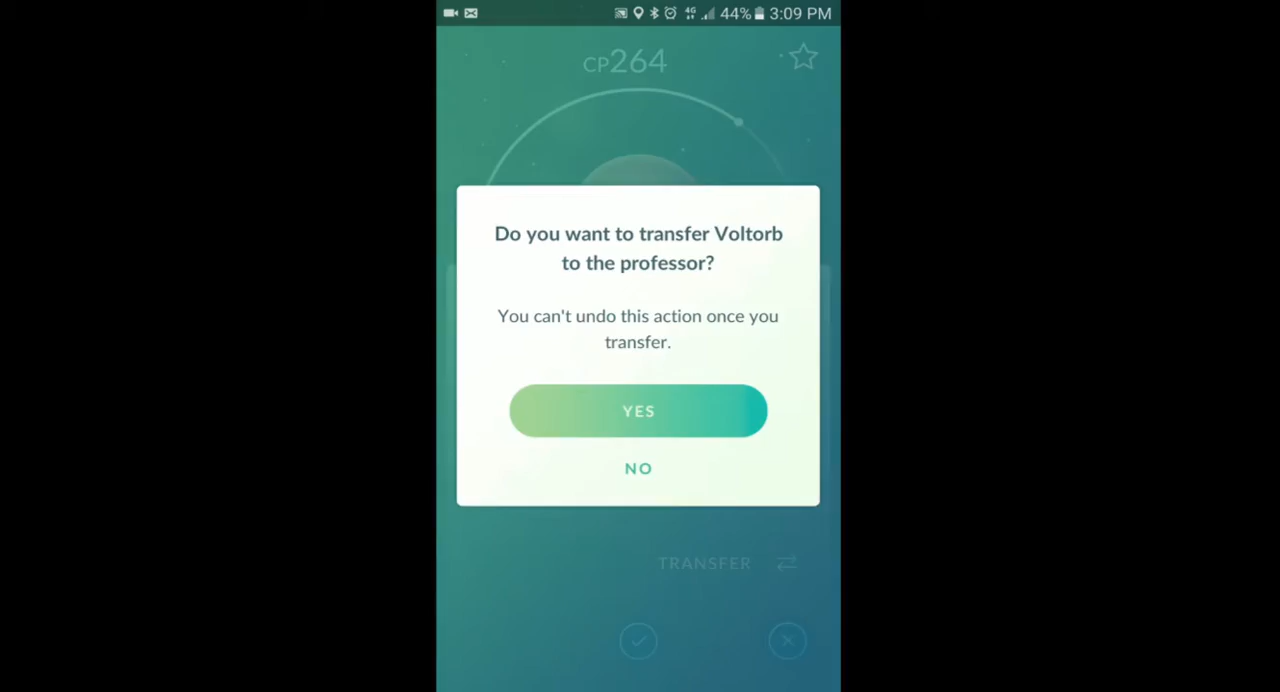 4G 44% 3:09 PM
CP264
Do you want to transfer Voltorb
to the professor?
You can't undo this action once you
transfer.
YES
NO
TRANSFER